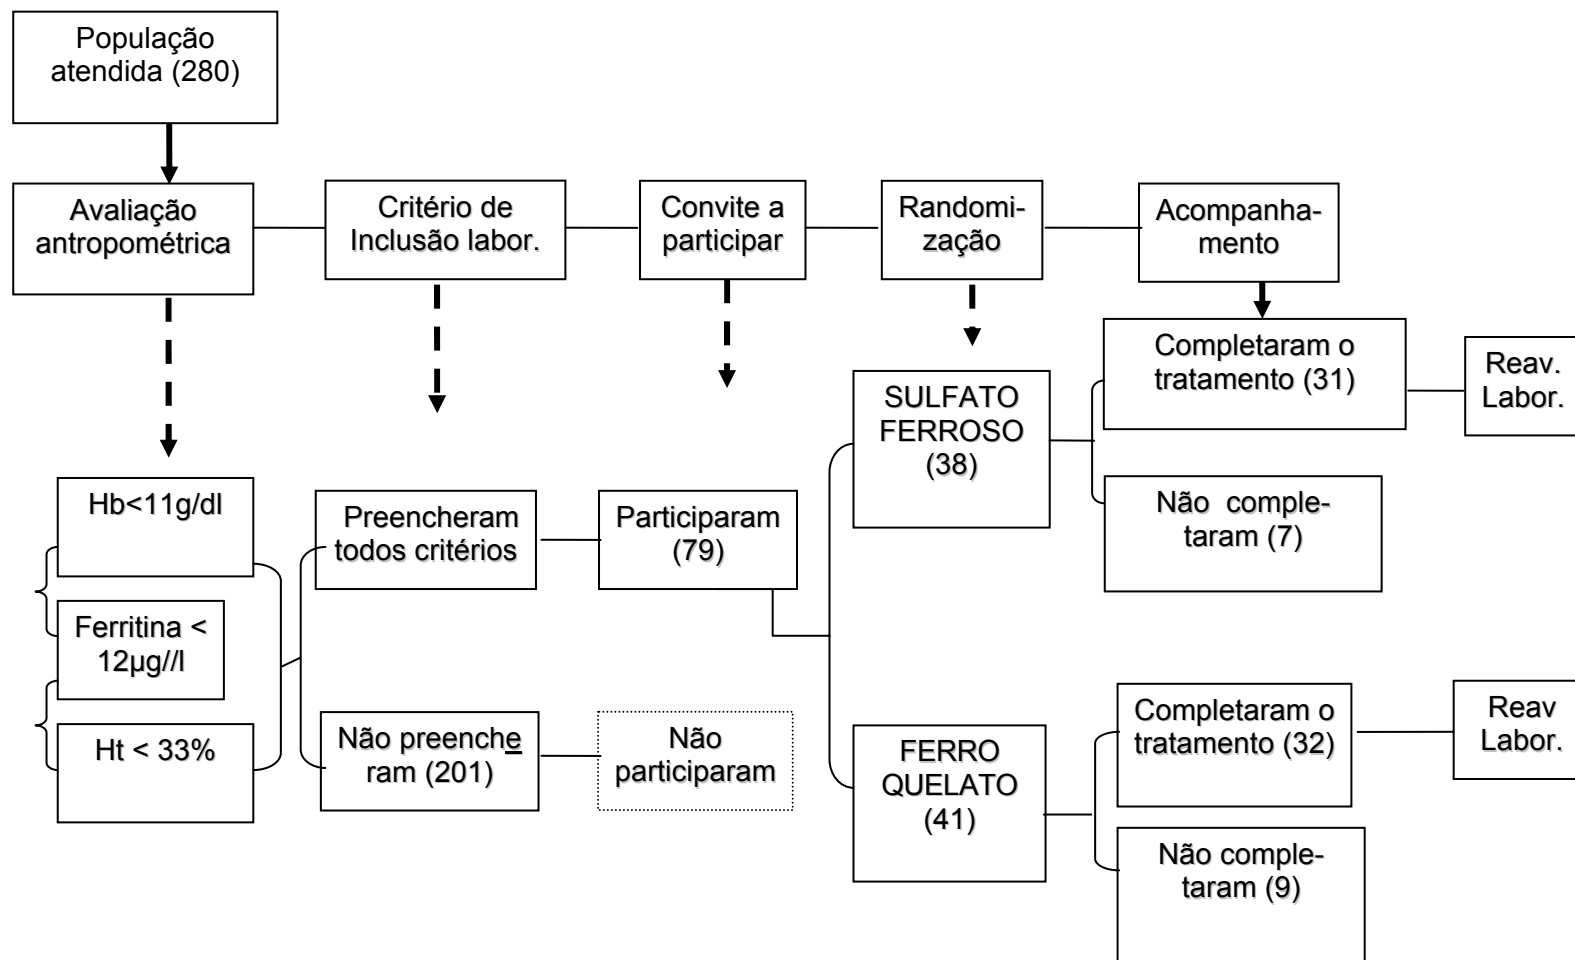 População
atendida (280)
Avaliação
antropométrica
Critério de
Inclusão labor.
Convite a
participar
Randomi-
zação
Acompanha-
mento
Completaram o
tratamento (31)
Reav.
Labor.
SULFATO
FERROSO
(38)
Não comple-
taram (7)
Hb<11g/dl
Preencheram
todos critérios
Participaram
(79)
Ferritina <
12µg//l
Ht < 33%
Não preenche
ram (201)
Não
participaram
FERRO
QUELATO
(41)
Completaram o
tratamento (32)
Reav
Labor.
Não comple-
taram (9)